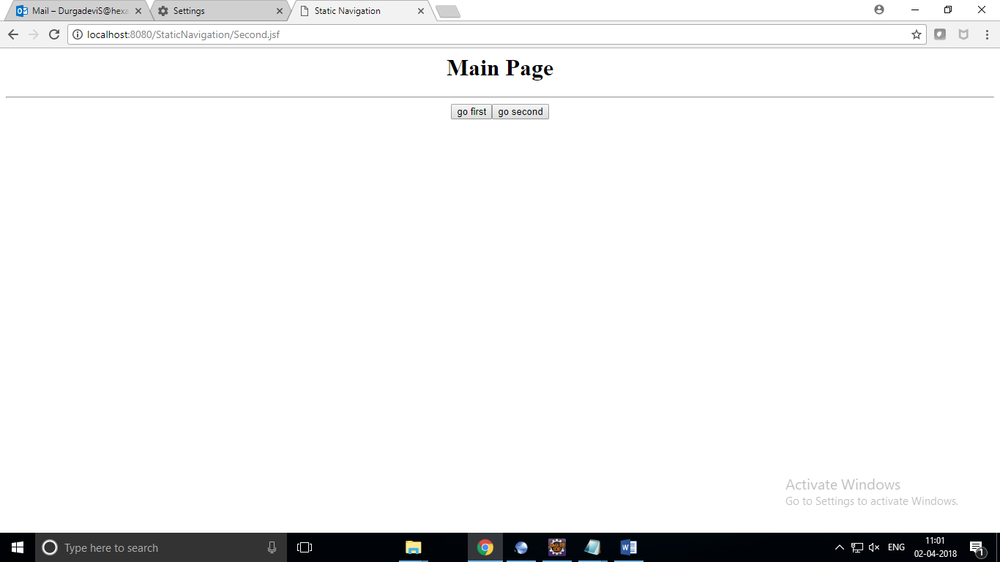 Mail – DurgadeviS@hexa
Settings
Static Navigation
localhost:8080/StaticNavigation/Second.jsf
Main Page
go first
go second
Activate Windows
Go to Settings to activate Windows.
Type here to search
ENG
11:01
02-04-2018
1